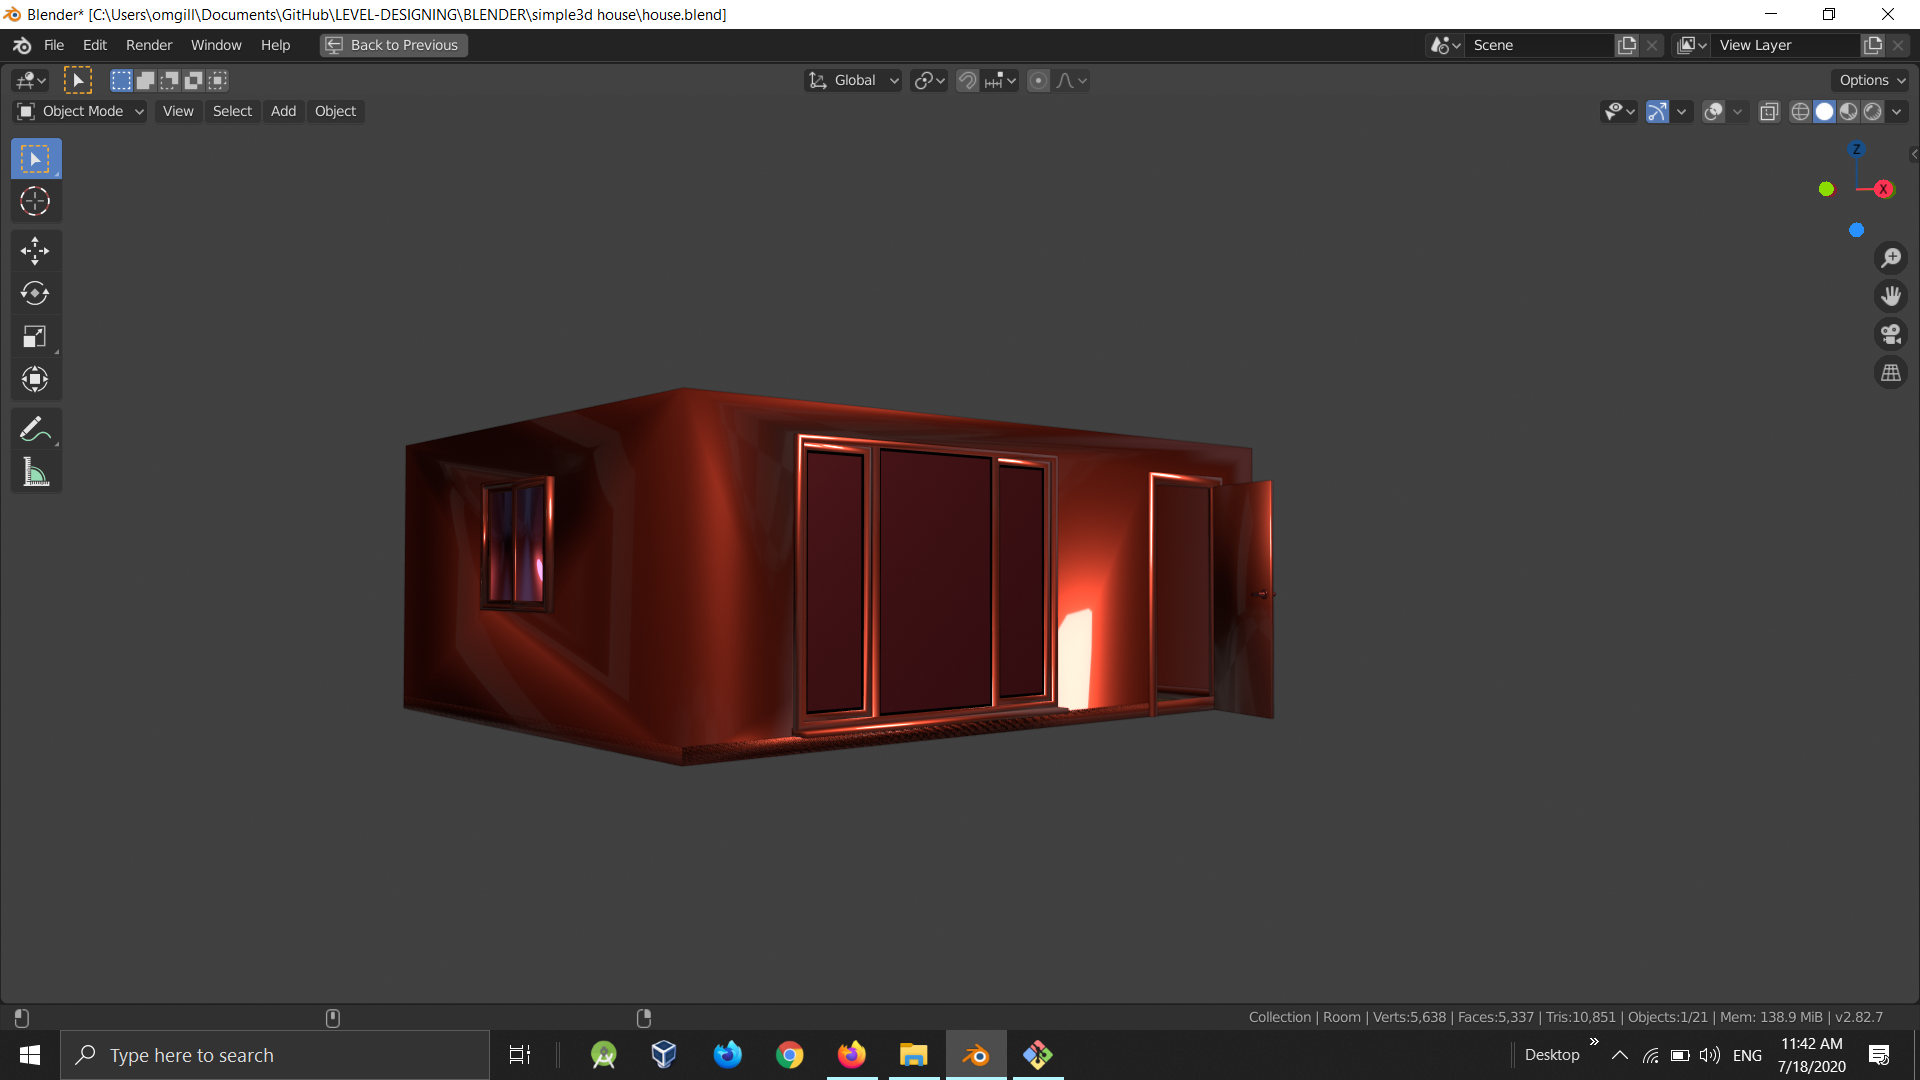 Blender* [C:\Users\omgill\Documents\GitHub\LEVEL-DESIGNING\BLENDER\simple3d house\house.blend]
File Edit Render Window Help Back to Previous Scene View Layer
Global Options
Object Mode View Select Add Object
Z
X
Collection | Room | Verts:5,638 | Faces:5,337 | Tris:10,851 | Objects:1/21 | Mem: 138.9 MiB | v2.82.7
Type here to search Desktop ENG 11:42 AM
7/18/2020